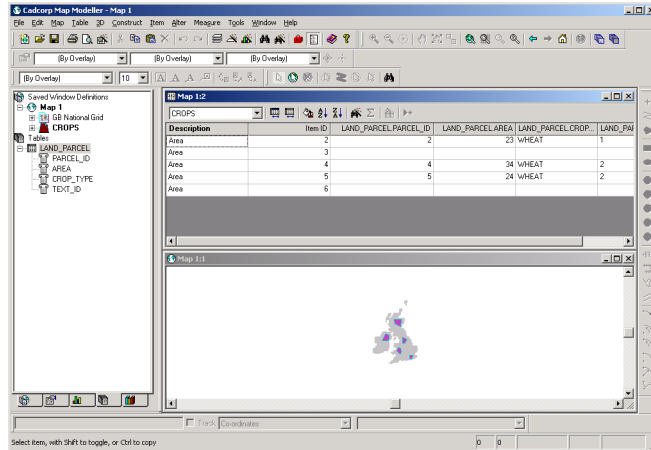 Cadcorp Map Modeller - Map 1
File Edit Map Table 3D Construct Item Alter Measure Tools Window Help
(By Overlay) (By Overlay) (By Overlay)
(By Overlay) 10
Saved Window Definitions
Map 1
GB National Grid
CROPS
Tables
LAND_PARCEL
PARCEL_ID
AREA
CROP_TYPE
TEXT_ID
Map 1:2
CROPS
Description Item ID LAND_PARCEL.PARCEL_ID LAND_PARCEL.AREA LAND_PARCEL.CROP... LAND_PAR
Area 2 2 23 WHEAT 1
Area 3
Area 4 4 34 WHEAT 2
Area 5 5 24 WHEAT 2
Area 6
Map 1:1
Track Co-ordinates
Select item, with Shift to toggle, or Ctrl to copy 0 0